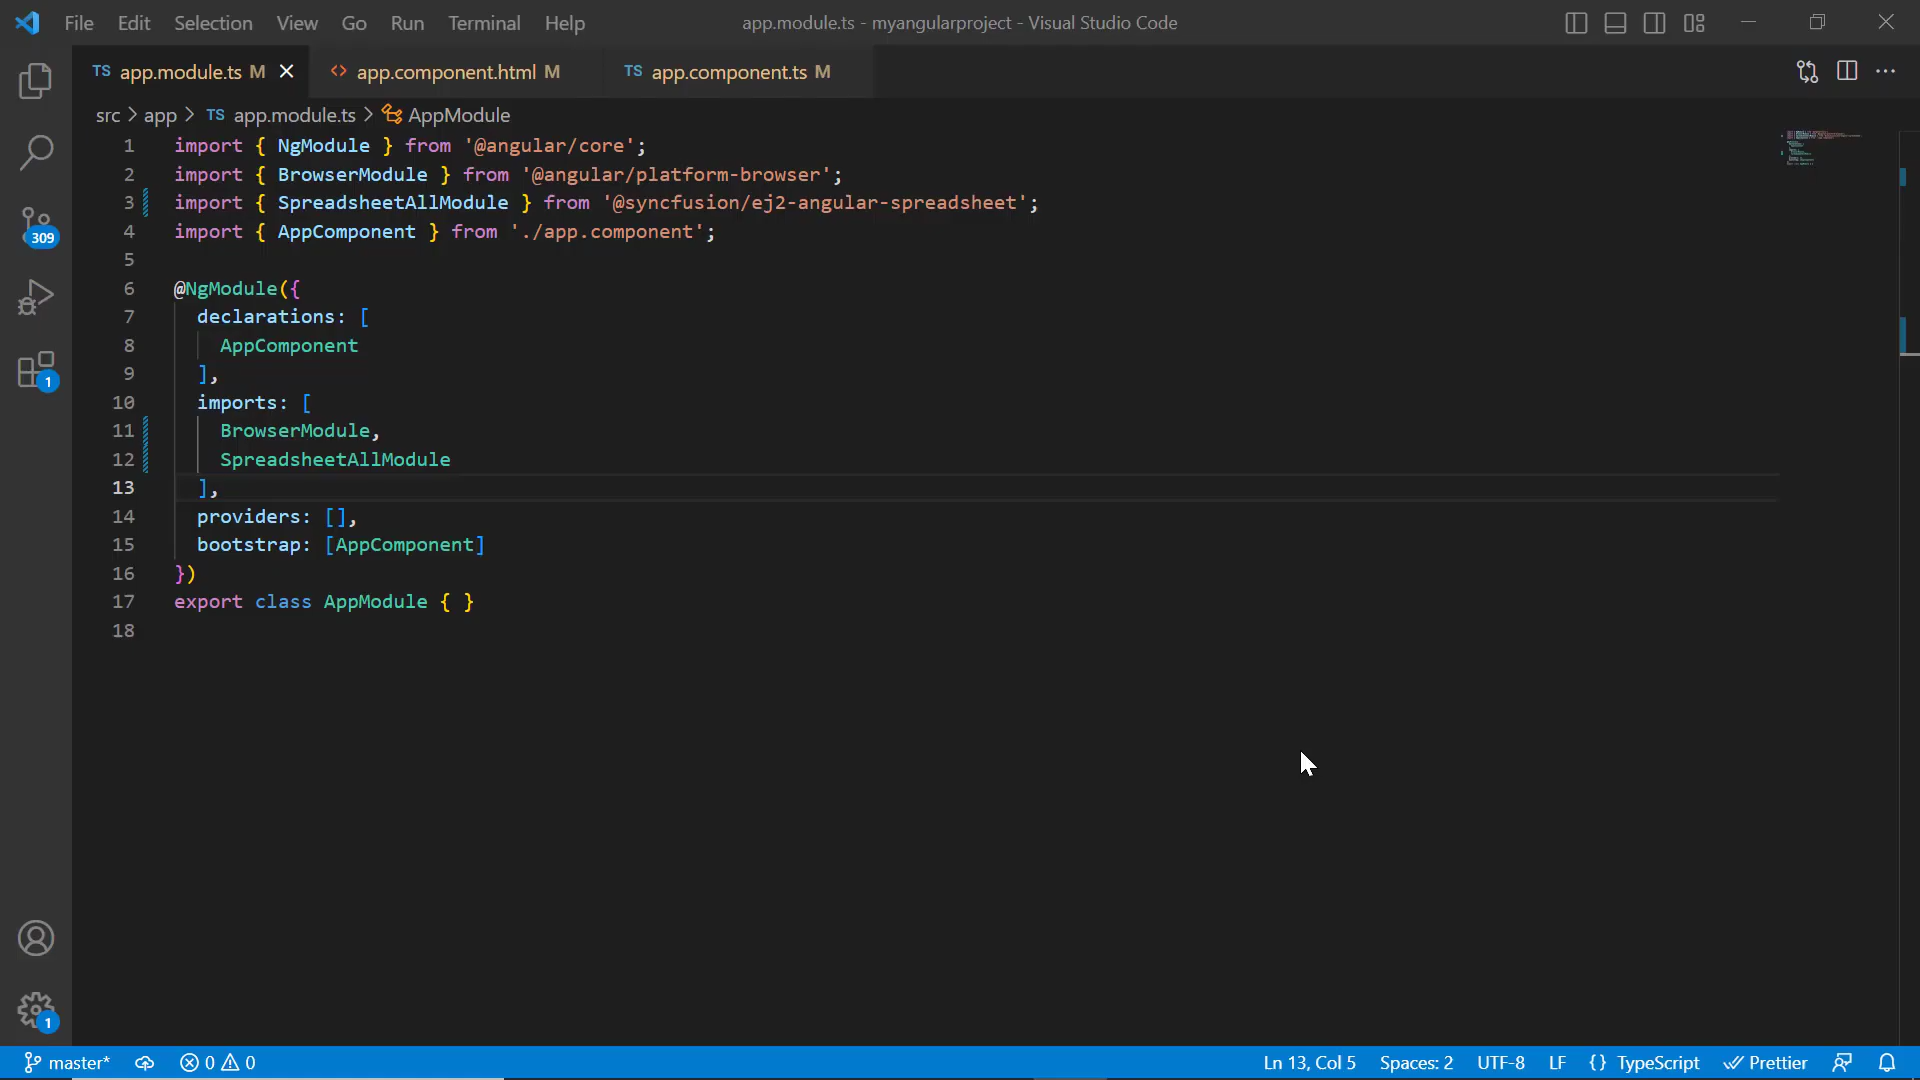 File Edit Selection View Go Run Terminal Help app.module.ts - myangularproject - Visual Studio Code
TS app.module.ts M <> app.component.html M TS app.component.ts M
src > app > TS app.module.ts > AppModule
1 import { NgModule } from '@angular/core';
2 import { BrowserModule } from '@angular/platform-browser';
3 import { SpreadsheetAllModule } from '@syncfusion/ej2-angular-spreadsheet';
4 import { AppComponent } from './app.component';
5
6 @NgModule({
7 declarations: [
8 AppComponent
9 ],
10 imports: [
11 BrowserModule,
12 SpreadsheetAllModule
13 ],
14 providers: [],
15 bootstrap: [AppComponent]
16 })
17 export class AppModule { }
18
309
1
1
master* 0 0 Ln 13, Col 5 Spaces: 2 UTF-8 LF {} TypeScript Prettier